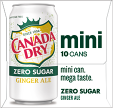 CANADA
DRY
ZERO SUGAR
GINGER ALE
mini
10 CANS
mini can.
mega taste.
ZERO SUGAR
GINGER ALE